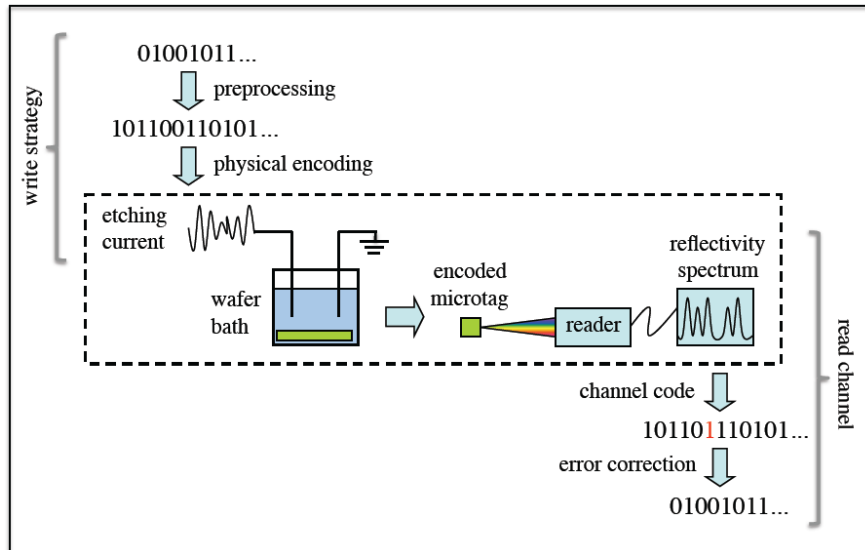 01001011...
preprocessing
101100110101...
physical encoding
write strategy
etching
current
wafer
bath
encoded
microtag
reader
reflectivity
spectrum
read channel
channel code
101101110101...
error correction
01001011...